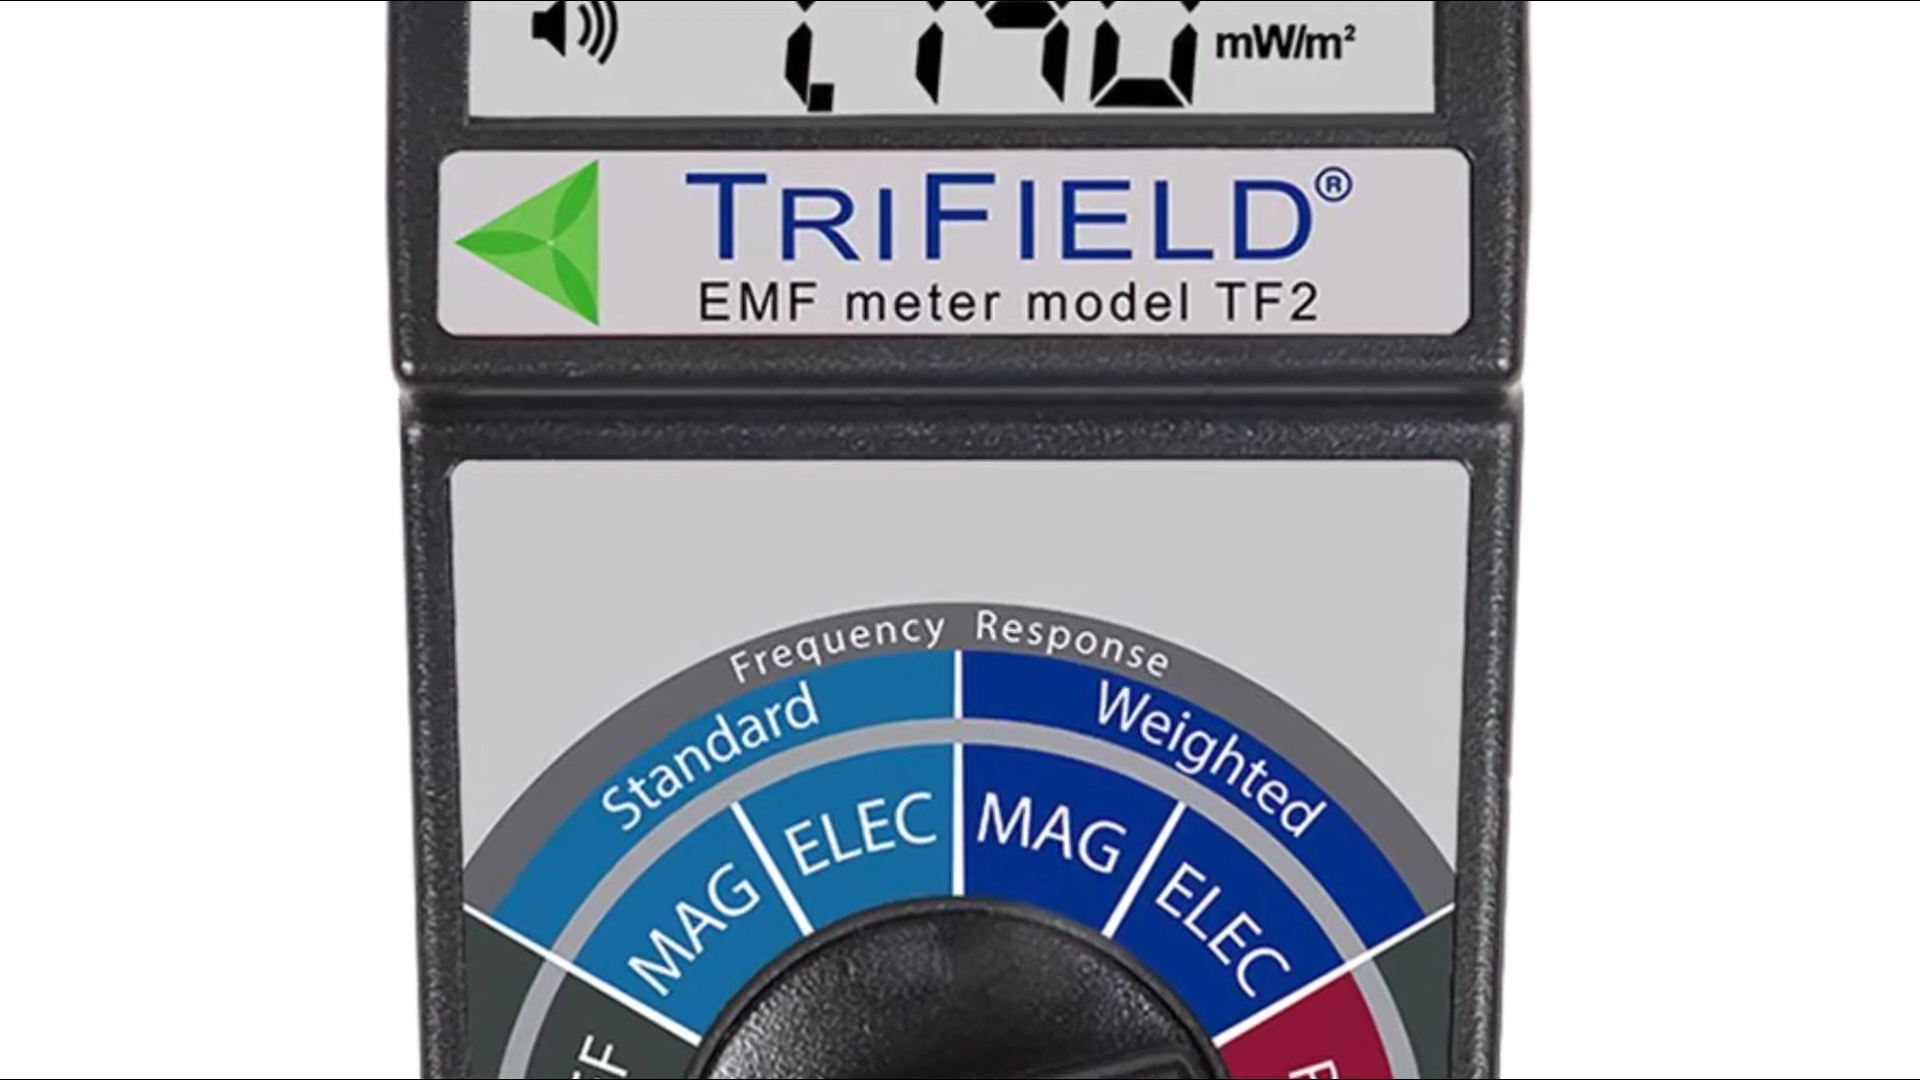 mW/m²
TRIFIELD®
EMF meter model TF2
Frequency Response
Standard
Weighted
MAG
ELEC
MAG
ELEC